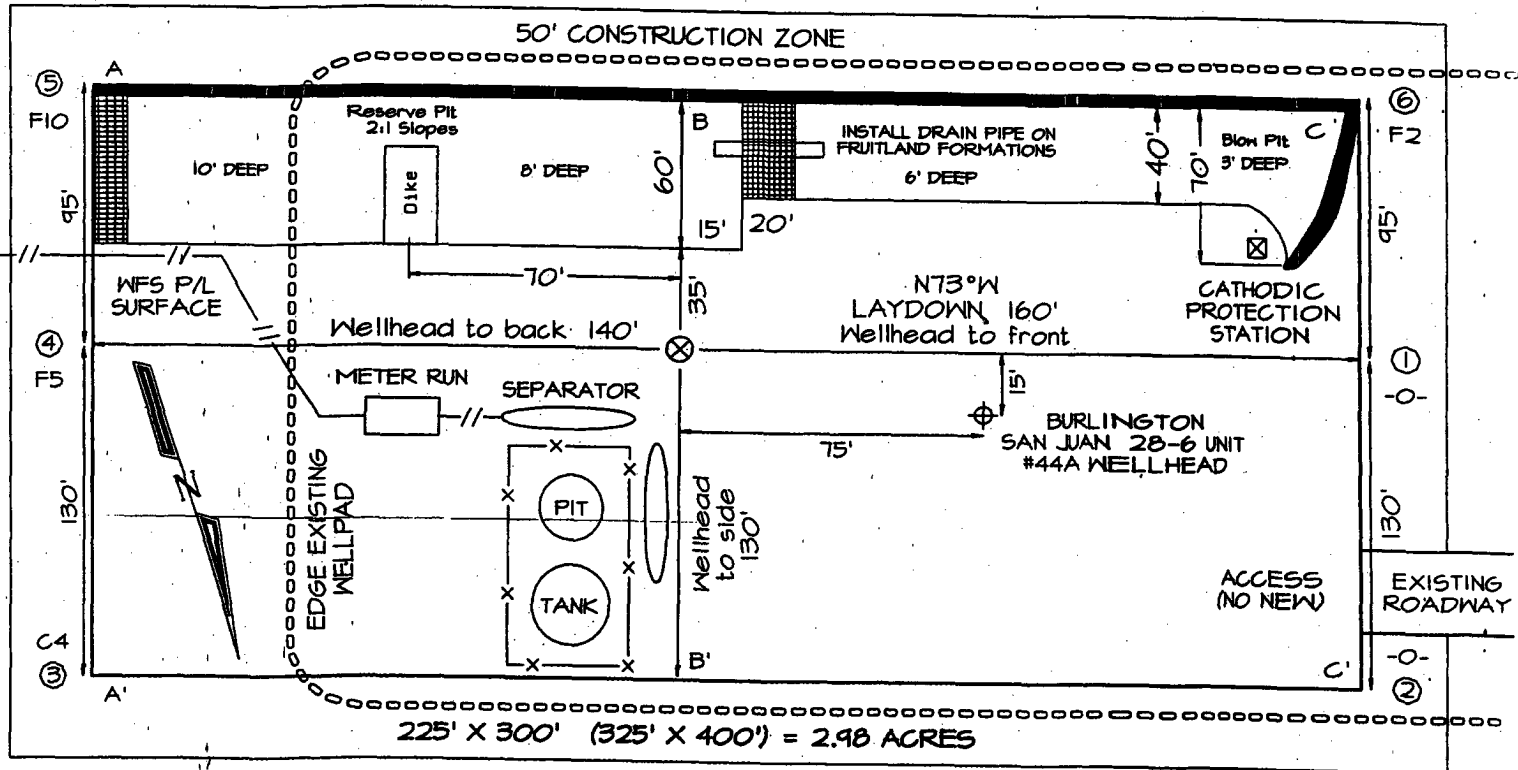 50' CONSTRUCTION ZONE
A
⑤
F10
Reserve Pit
2:1 Slopes
10' DEEP
Dike
8' DEEP
B
60'
15'
20'
INSTALL DRAIN PIPE ON
FRUITLAND FORMATIONS
6' DEEP
40'
70'
Blow Pit
3' DEEP
C
⑥
F2
95'
95'
WFS P/L
SURFACE
70'
35'
N73°W
LAYDOWN 160'
Wellhead to front
CATHODIC
PROTECTION
STATION
④
F5
Wellhead to back 140'
①
-0-
METER RUN
SEPARATOR
15'
75'
BURLINGTON
SAN JUAN 28-6 UNIT
#44A WELLHEAD
N
130'
EDGE EXISTING
WELLPAD
PIT
TANK
Wellhead
to side
130'
130'
ACCESS
(NO NEW)
EXISTING
ROADWAY
C4
③
A'
B'
C'
-0-
②
225' X 300' (325' X 400') = 2.98 ACRES